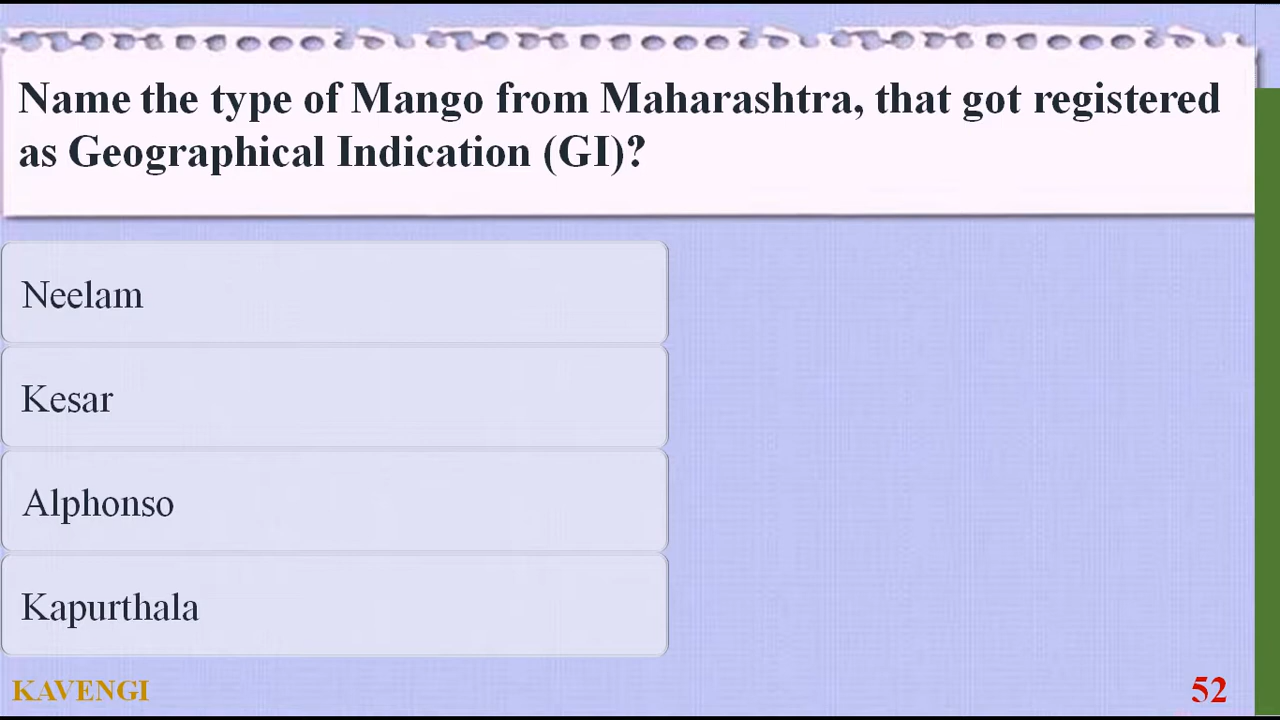 Name the type of Mango from Maharashtra, that got registered
as Geographical Indication (GI)?
Neelam
Kesar
Alphonso
Kapurthala
KAVENGI
52